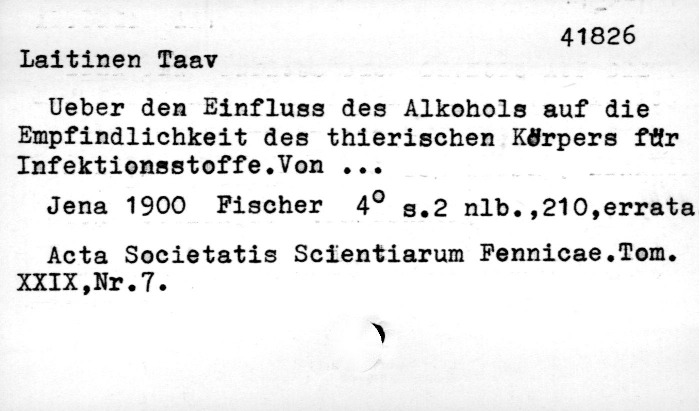 41826
Laitinen Taav
Ueber den Einfluss des Alkohols auf die
Empfindlichkeit des thierischen Körpers für
Infektionsstoffe.Von ...
Jena 1900 Fischer 4° s.2 nlb.,210,errata
Acta Societatis Scientiarum Fennicae.Tom.
XXIX,Nr.7.